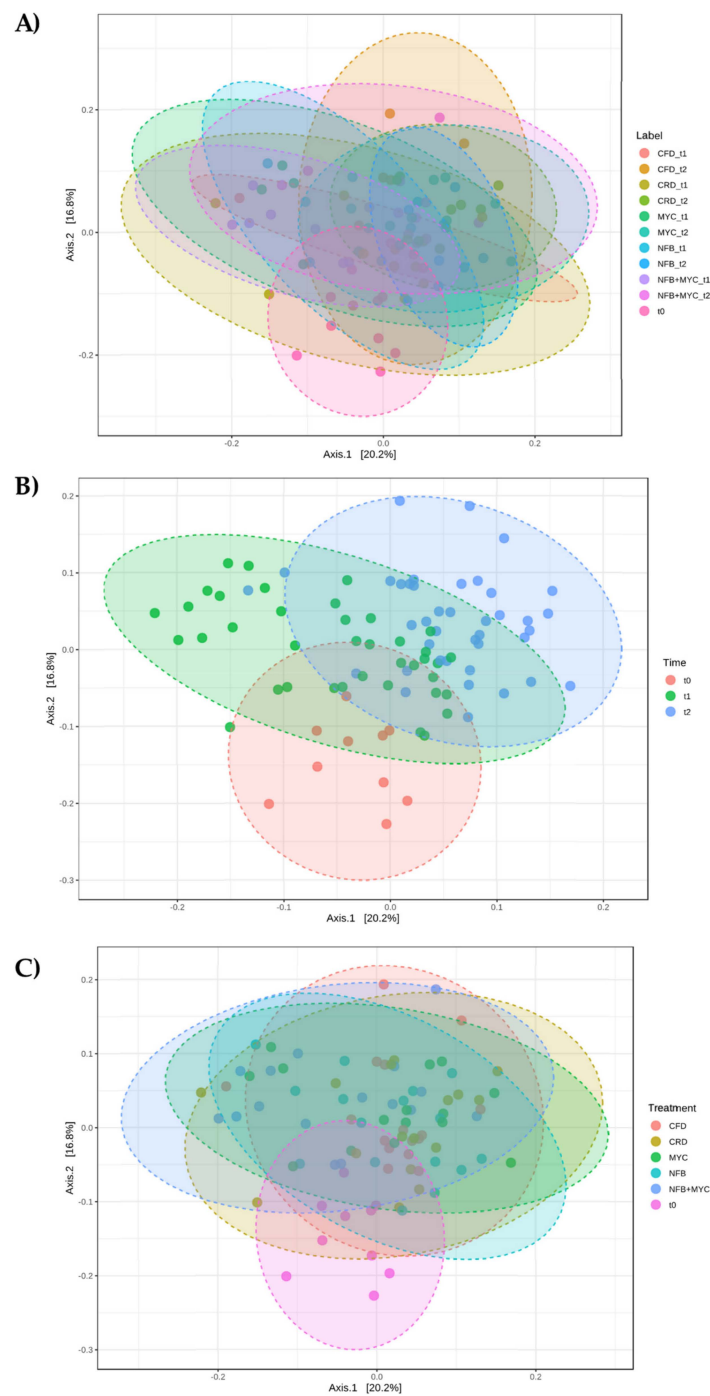 A)
0.2
0.0
-0.2
Axis.2 [16.8%]
-0.2
0.0
0.2
Axis.1 [20.2%]
Label
CFD_t1
CFD_t2
CRD_t1
CRD_t2
MYC_t1
MYC_t2
NFB_t1
NFB_t2
NFB+MYC_t1
NFB+MYC_t2
t0
B)
0.2
0.1
0.0
-0.1
-0.2
-0.3
Axis.2 [16.8%]
-0.2
-0.1
0.0
0.1
0.2
Axis.1 [20.2%]
Time
t0
t1
t2
C)
0.2
0.1
0.0
-0.1
-0.2
-0.3
Axis.2 [16.8%]
-0.2
0.0
0.2
Axis.1 [20.2%]
Treatment
CFD
CRD
MYC
NFB
NFB+MYC
t0